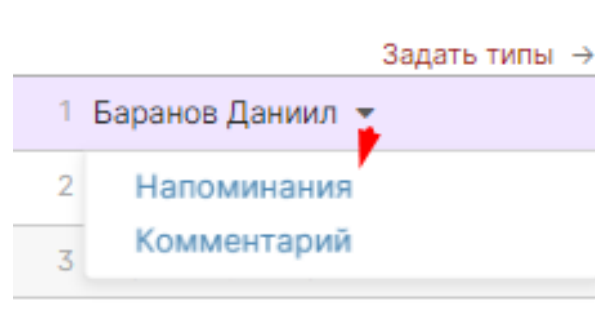 Задать типы →
1 Баранов Даниил
2 Напоминания
Комментарий
3